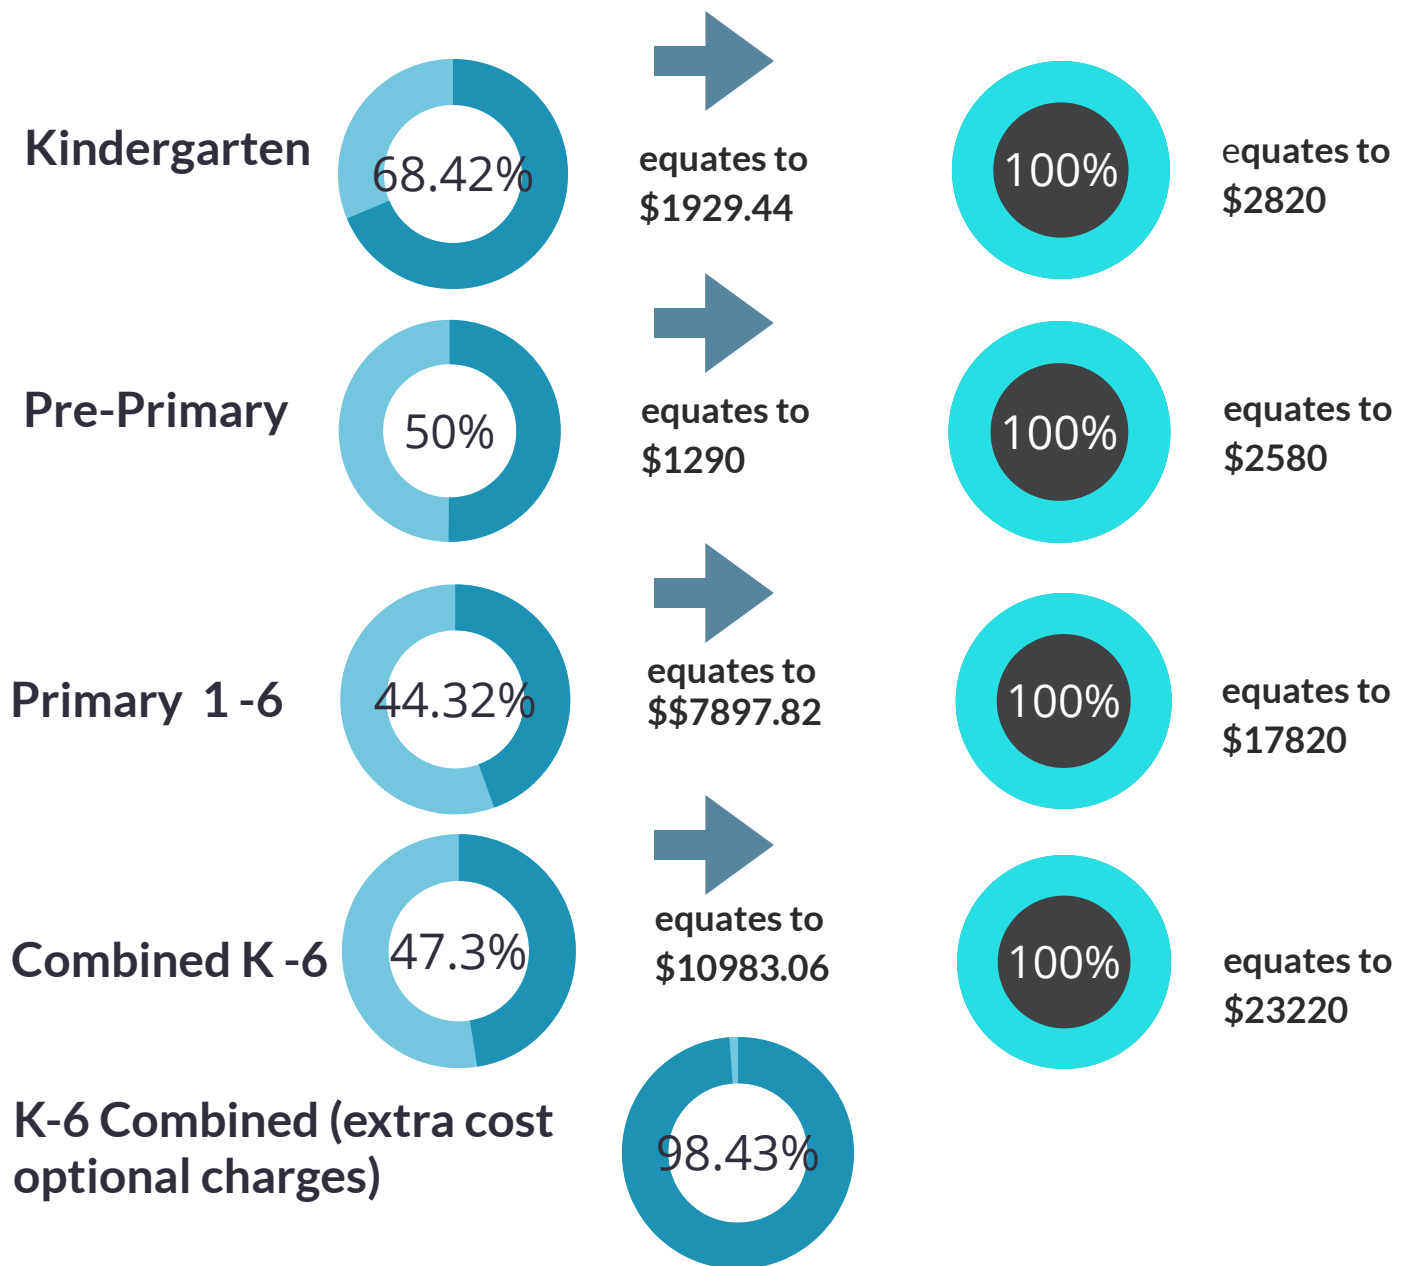 Kindergarten
68.42%
equates to
$1929.44
100%
equates to
$2820
Pre-Primary
50%
equates to
$1290
100%
equates to
$2580
Primary 1 -6
44.32%
equates to
$$7897.82
100%
equates to
$17820
Combined K -6
47.3%
equates to
$10983.06
100%
equates to
$23220
K-6 Combined (extra cost
optional charges)
98.43%